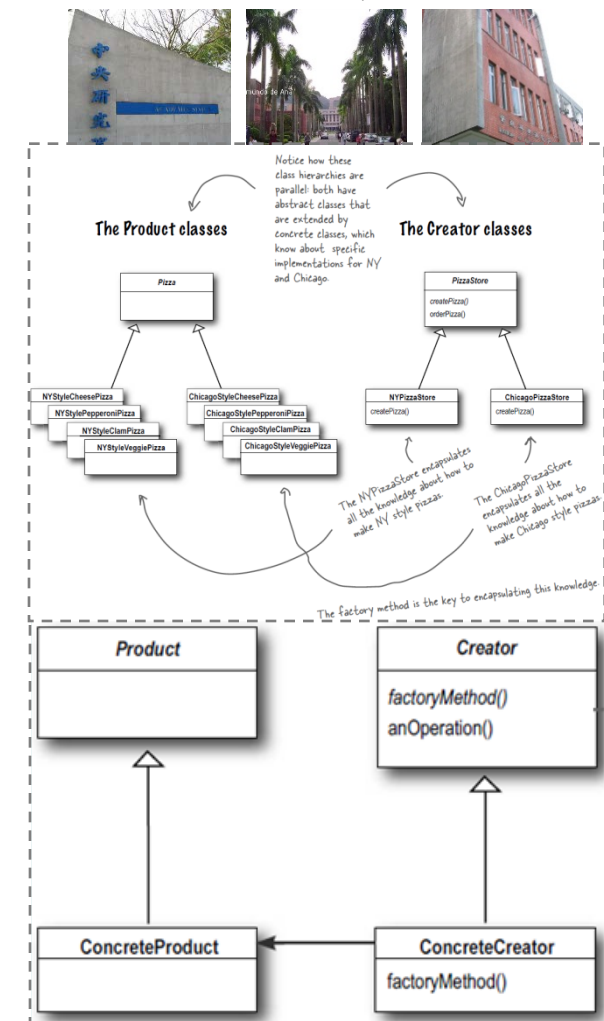 中
央
研
究
mundo de Ana
Notice how these
class hierarchies are
parallel: both have
abstract classes that
are extended by
concrete classes, which
know about specific
implementations for NY
and Chicago.
The Product classes
The Creator classes
Pizza
PizzaStore
createPizza()
orderPizza()
NYStyleCheesePizza
NYStylePepperoniPizza
NYStyleClamPizza
NYStyleVeggiePizza
ChicagoStyleCheesePizza
ChicagoStylePepperoniPizza
ChicagoStyleClamPizza
ChicagoStyleVeggiePizza
NYPizzaStore
createPizza()
ChicagoPizzaStore
createPizza()
The NYPizzaStore encapsulates
all the knowledge about how to
make NY style pizzas.
The ChicagoPizzaStore
encapsulates all the
knowledge about how to
make Chicago style pizzas.
The factory method is the key to encapsulating this knowledge.
Product
Creator
factoryMethod()
anOperation()
ConcreteProduct
ConcreteCreator
factoryMethod()